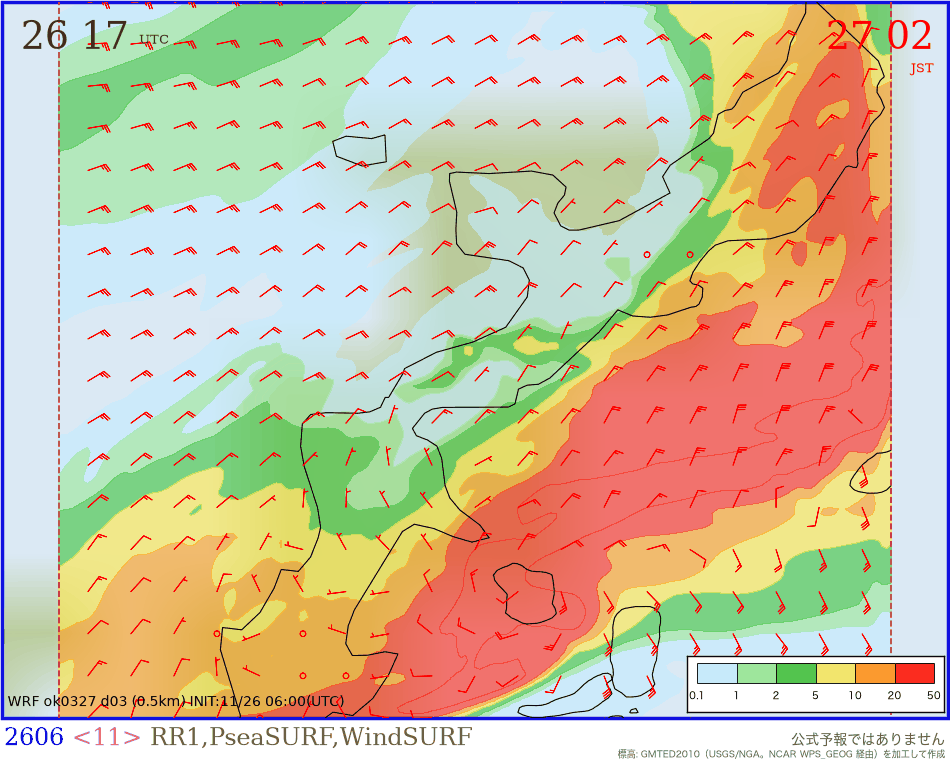 26 17 UTC
27 02
JST
WRF ok0327 d03 (0.5km) INIT:11/26 06:00(UTC)
0.1 1 2 5 10 20 50
2606 <11> RR1,PseaSURF,WindSURF
公式予報ではありません
標高: GMTED2010（USGS/NGA。NCAR WPS_GEOG 経由）を加工して作成